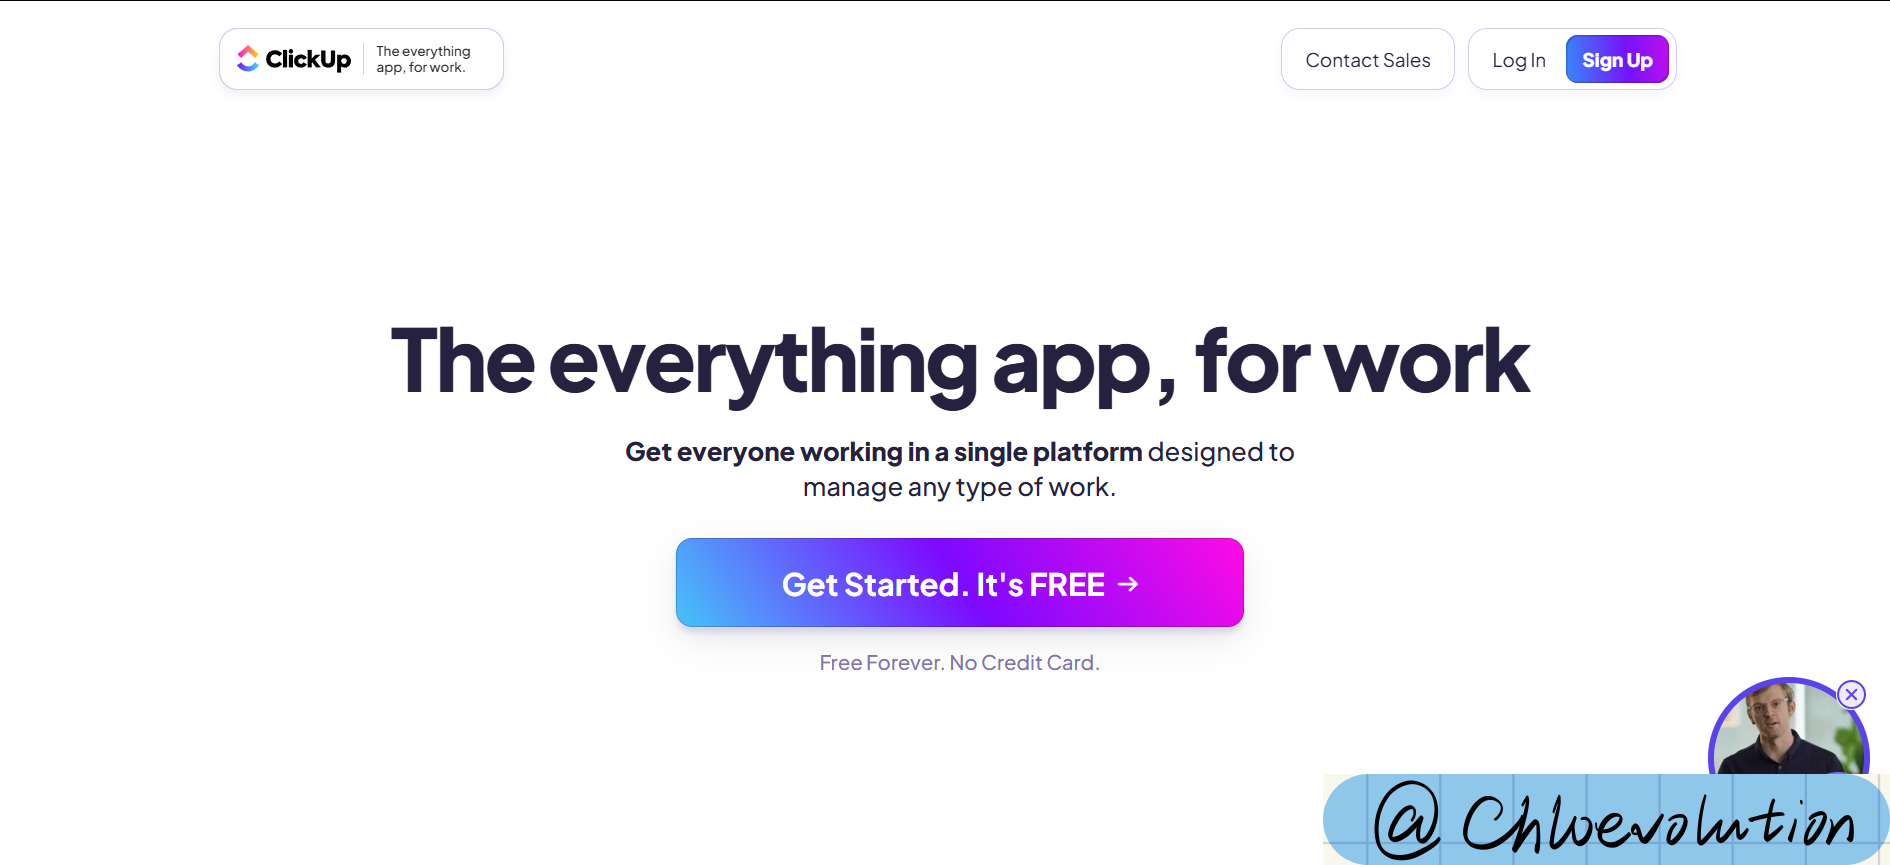 ClickUp
The everything
app, for work.
Contact Sales
Log In
Sign Up
The everything app, for work
Get everyone working in a single platform designed to
manage any type of work.
Get Started. It's FREE →
Free Forever. No Credit Card.
@Chloevolution